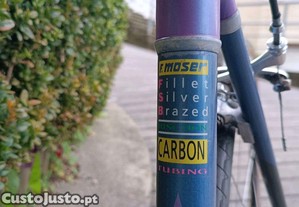 F. MOSER
Fillet
Silver
Brazed
CARBON
TUBING
CustoJusto.pt